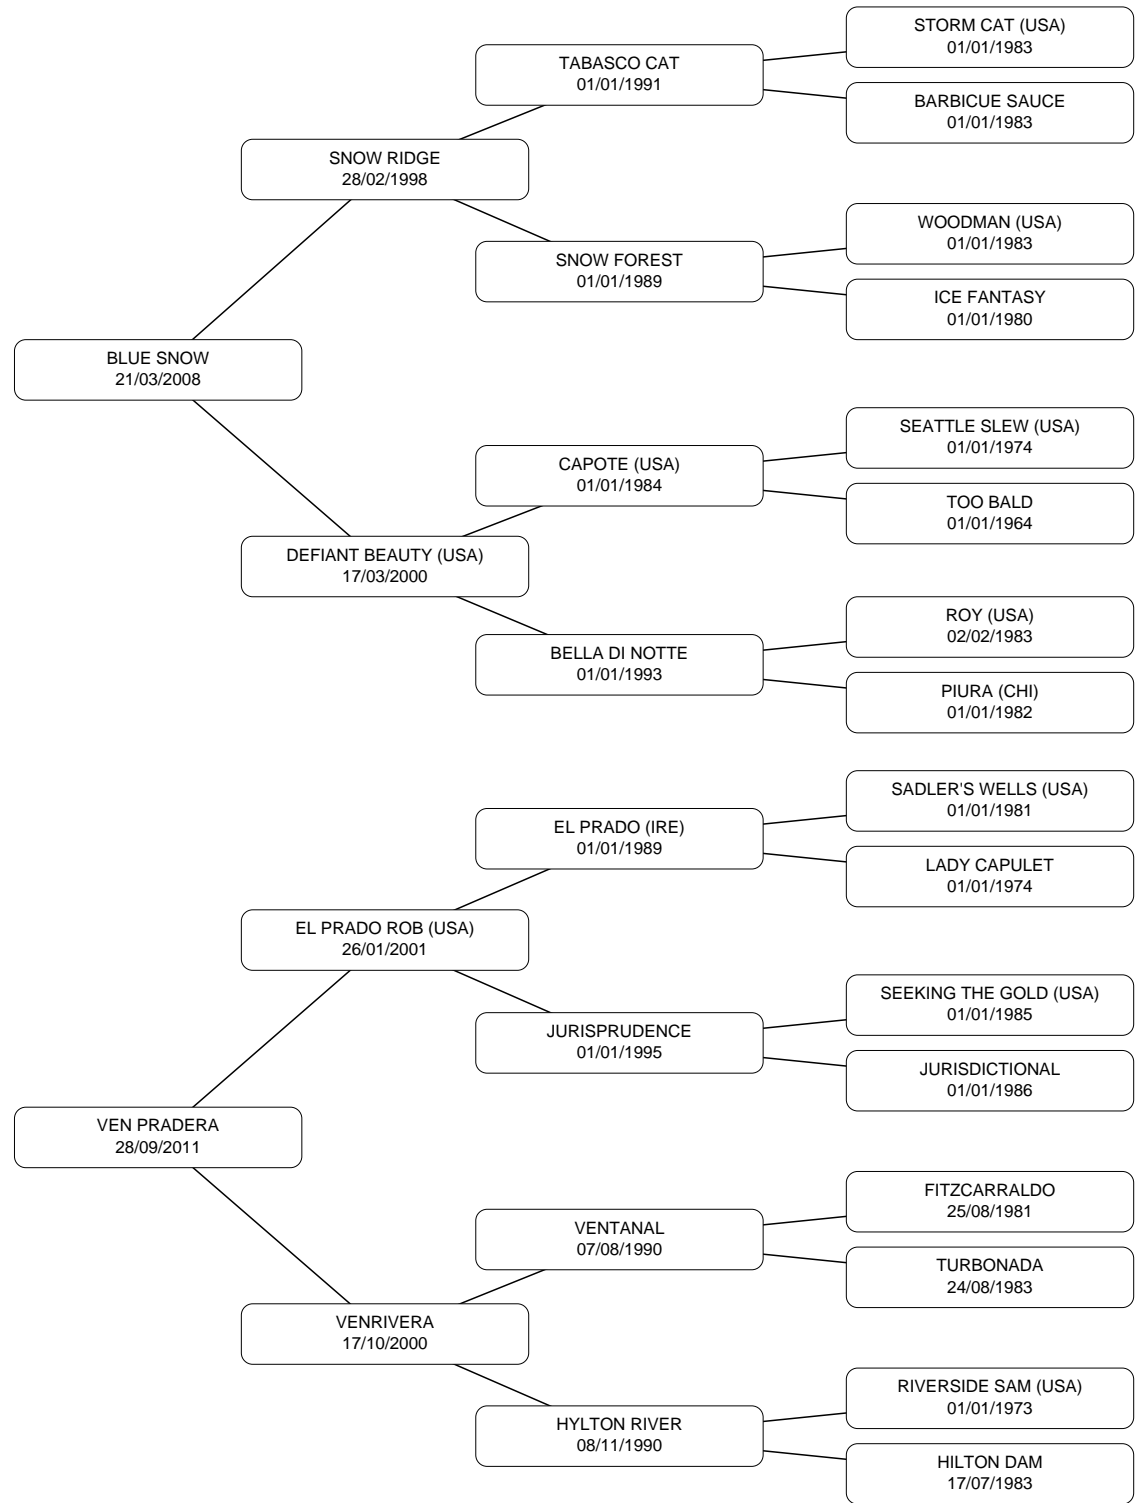 STORM CAT (USA)
01/01/1983
TABASCO CAT
01/01/1991
BARBICUE SAUCE
01/01/1983
SNOW RIDGE
28/02/1998
WOODMAN (USA)
01/01/1983
SNOW FOREST
01/01/1989
ICE FANTASY
01/01/1980
BLUE SNOW
21/03/2008
SEATTLE SLEW (USA)
01/01/1974
CAPOTE (USA)
01/01/1984
TOO BALD
01/01/1964
DEFIANT BEAUTY (USA)
17/03/2000
ROY (USA)
02/02/1983
BELLA DI NOTTE
01/01/1993
PIURA (CHI)
01/01/1982
SADLER'S WELLS (USA)
01/01/1981
EL PRADO (IRE)
01/01/1989
LADY CAPULET
01/01/1974
EL PRADO ROB (USA)
26/01/2001
SEEKING THE GOLD (USA)
01/01/1985
JURISPRUDENCE
01/01/1995
JURISDICTIONAL
01/01/1986
VEN PRADERA
28/09/2011
FITZCARRALDO
25/08/1981
VENTANAL
07/08/1990
TURBONADA
24/08/1983
VENRIVERA
17/10/2000
RIVERSIDE SAM (USA)
01/01/1973
HYLTON RIVER
08/11/1990
HILTON DAM
17/07/1983